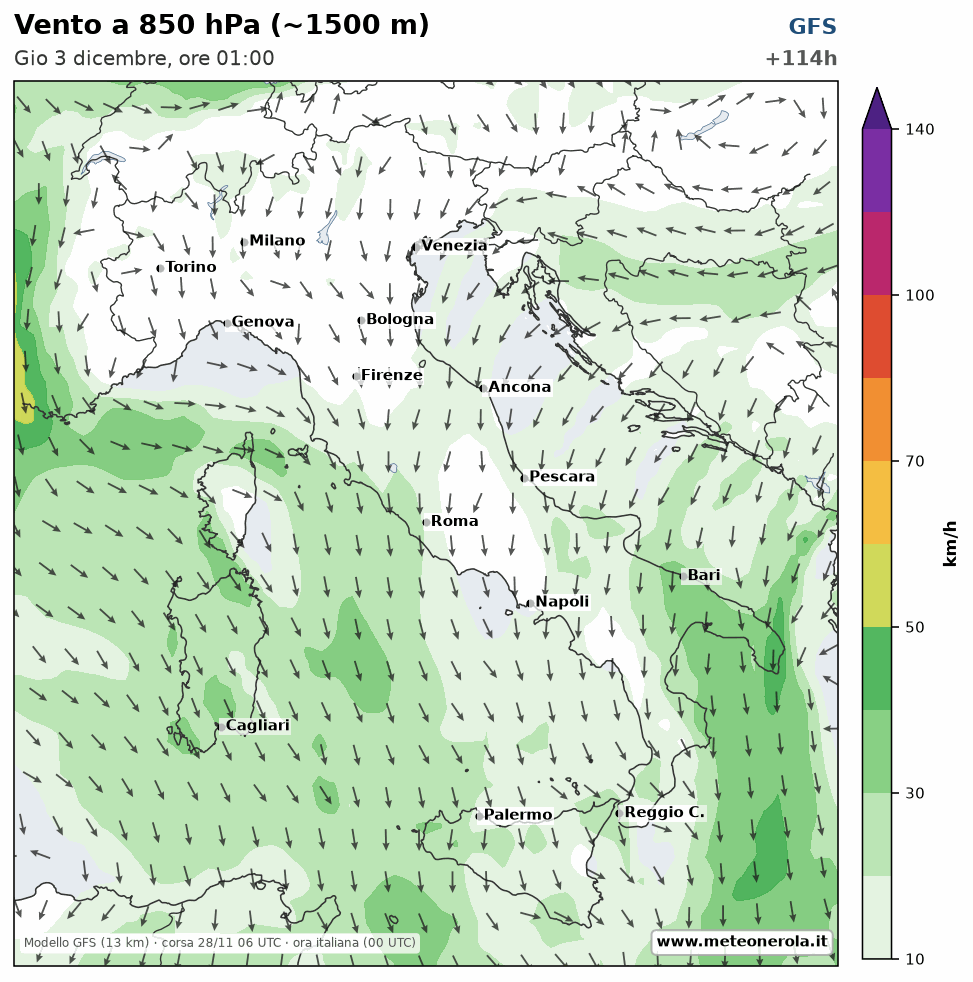 Vento a 850 hPa (~1500 m)
GFS
Gio 3 dicembre, ore 01:00
+114h
140
Milano
Venezia
Torino
100
Genova
Bologna
Firenze
Ancona
70
Pescara
Roma
km/h
Bari
Napoli
50
Cagliari
30
Palermo
Reggio C.
Modello GFS (13 km) · corsa 28/11 06 UTC · ora italiana (00 UTC)
www.meteonerola.it
10